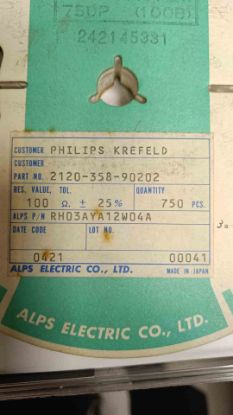 75UP (100B)
242145331
CUSTOMER PHILIPS KREFELD
CUSTOMER
PART NO. 2120-358-90202
RES. VALUE, TOL. QUANTITY
100 Ω. ± 25% 750 PCS.
ALPS P/N RH03AYA12W04A
DATE CODE LOT NO.
0421 00041
ALPS ELECTRIC CO., LTD. MADE IN JAPAN
ALPS ELECTRIC CO., LTD.